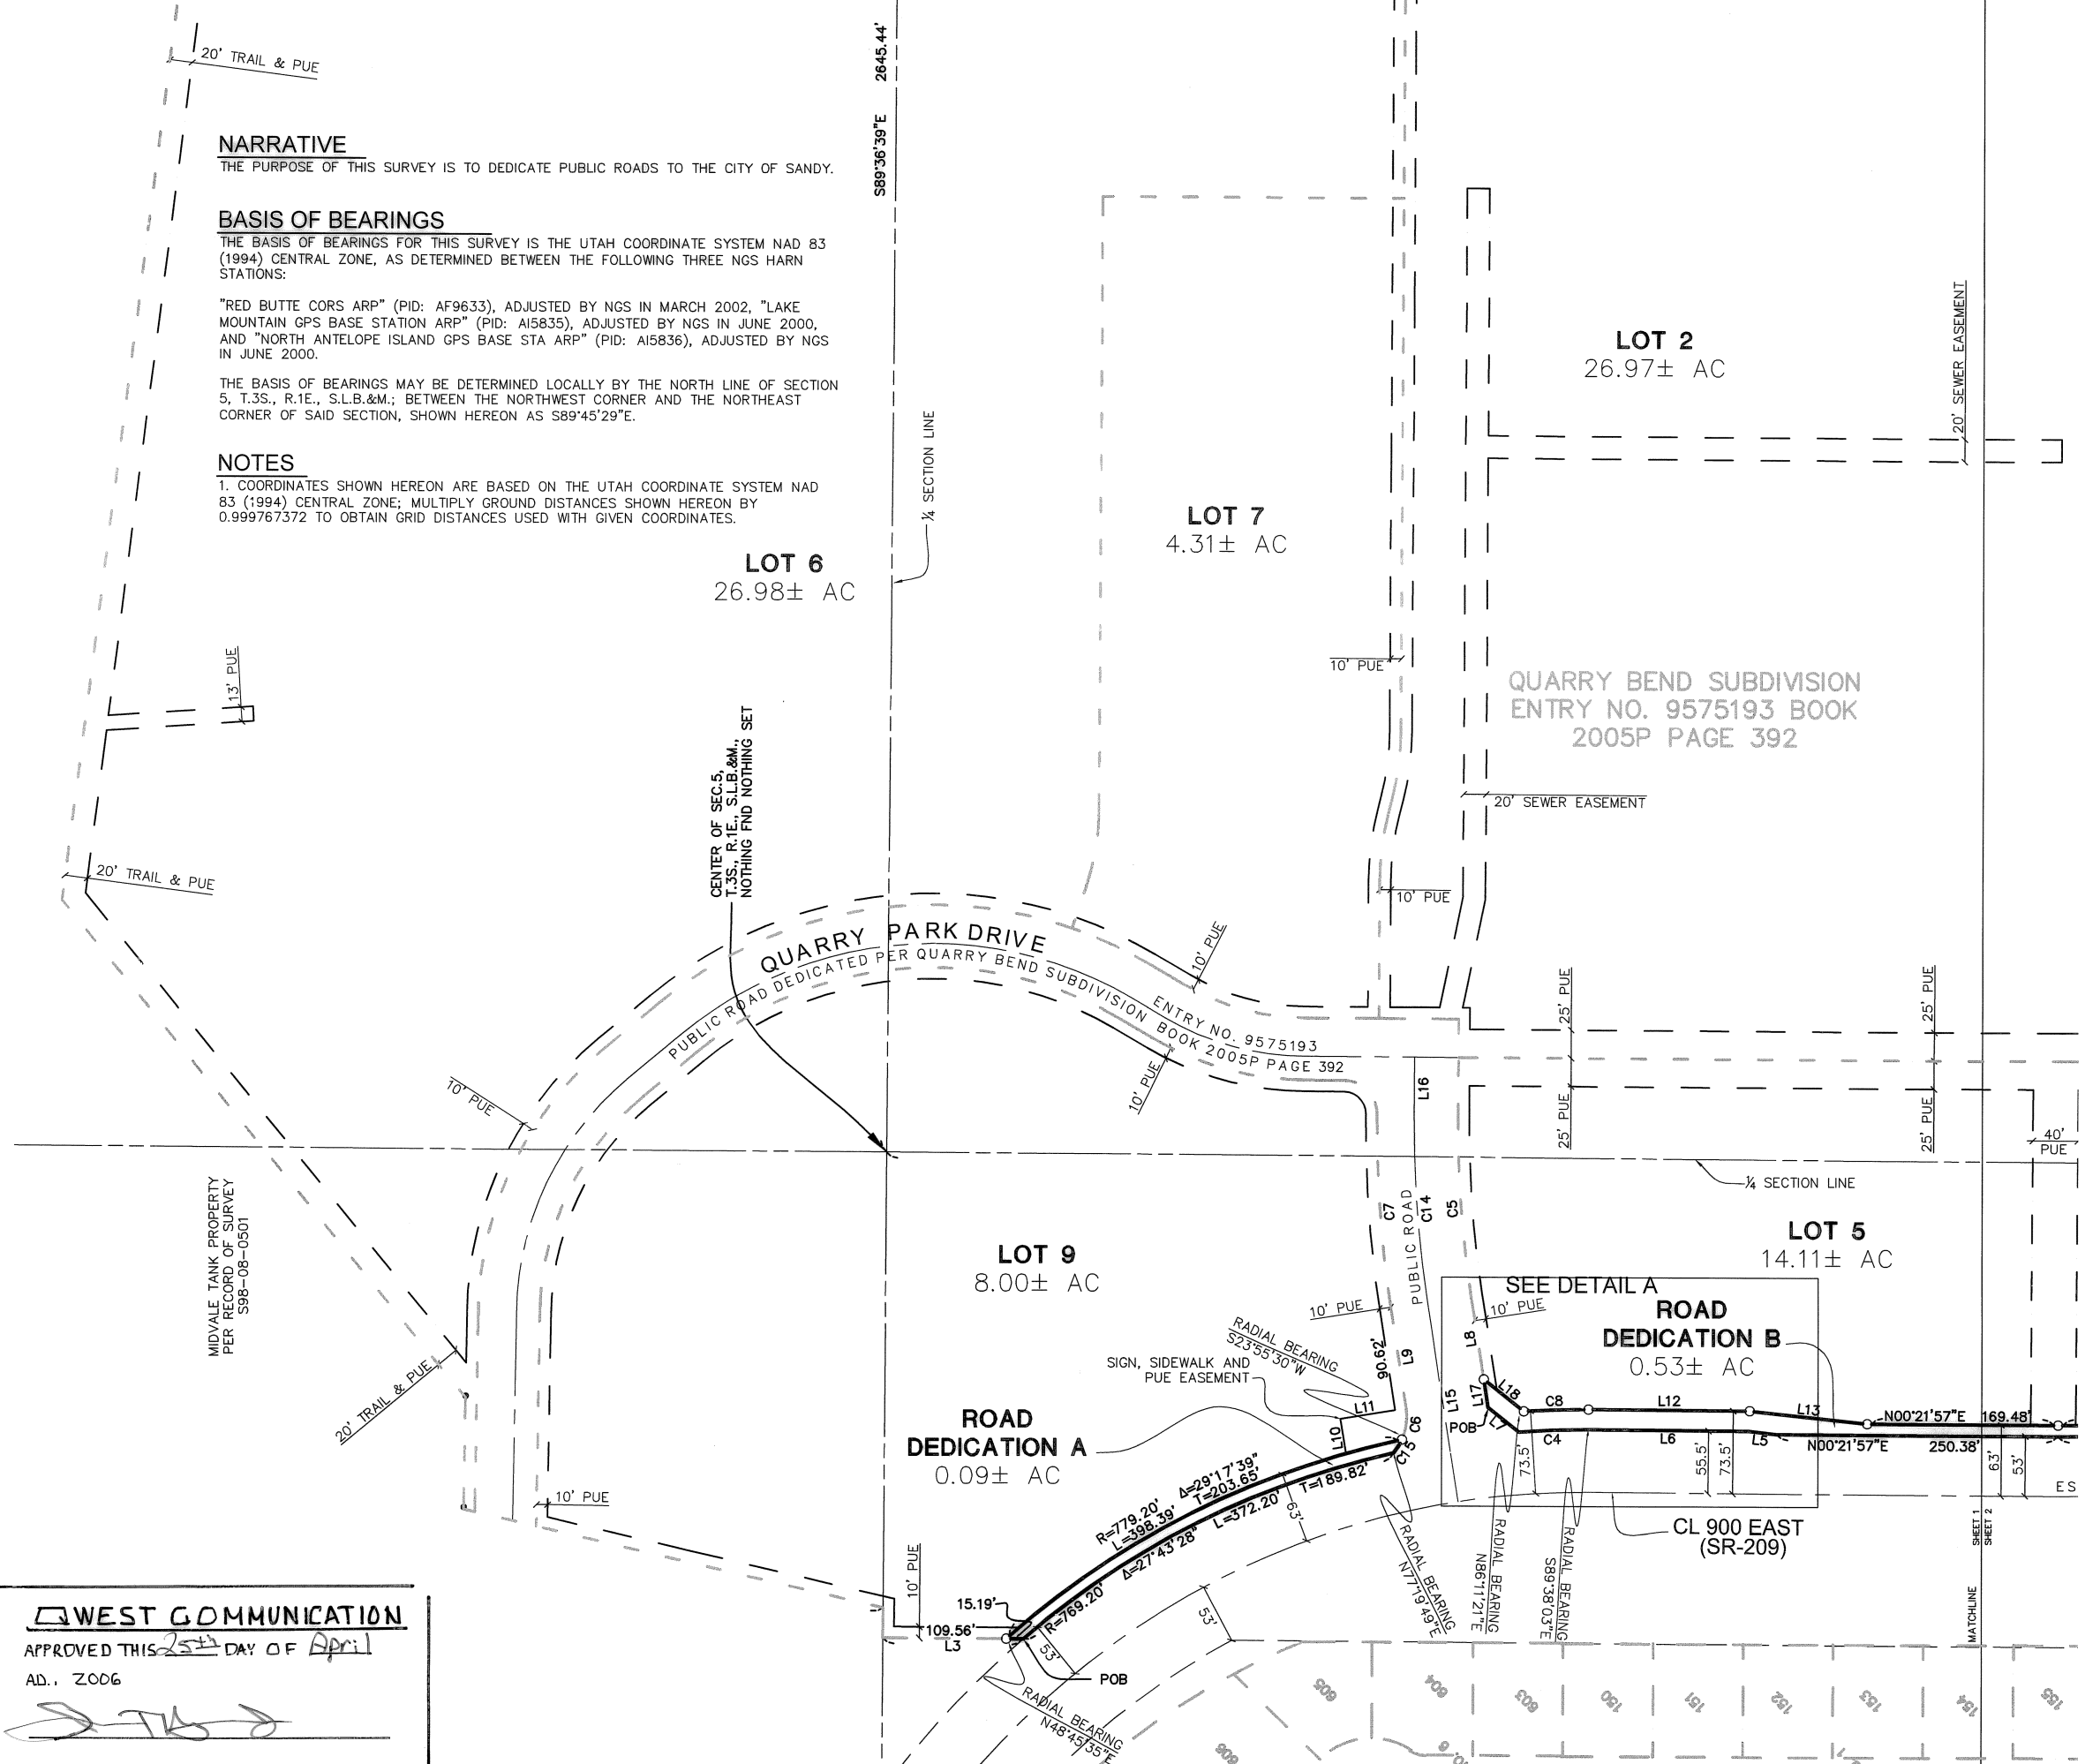 20' TRAIL & PUE
S89°36'39"E 2645.44'
NARRATIVE
THE PURPOSE OF THIS SURVEY IS TO DEDICATE PUBLIC ROADS TO THE CITY OF SANDY.
BASIS OF BEARINGS
THE BASIS OF BEARINGS FOR THIS SURVEY IS THE UTAH COORDINATE SYSTEM NAD 83
(1994) CENTRAL ZONE, AS DETERMINED BETWEEN THE FOLLOWING THREE NGS HARN
STATIONS:
"RED BUTTE CORS ARP" (PID: AF9633), ADJUSTED BY NGS IN MARCH 2002, "LAKE
MOUNTAIN GPS BASE STATION ARP" (PID: AI5835), ADJUSTED BY NGS IN JUNE 2000,
AND "NORTH ANTELOPE ISLAND GPS BASE STA ARP" (PID: AI5836), ADJUSTED BY NGS
IN JUNE 2000.
THE BASIS OF BEARINGS MAY BE DETERMINED LOCALLY BY THE NORTH LINE OF SECTION
5, T.3S., R.1E., S.L.B.&M.; BETWEEN THE NORTHWEST CORNER AND THE NORTHEAST
CORNER OF SAID SECTION, SHOWN HEREON AS S89°45'29"E.
NOTES
1. COORDINATES SHOWN HEREON ARE BASED ON THE UTAH COORDINATE SYSTEM NAD
83 (1994) CENTRAL ZONE; MULTIPLY GROUND DISTANCES SHOWN HEREON BY
0.999767372 TO OBTAIN GRID DISTANCES USED WITH GIVEN COORDINATES.
LOT 2
26.97± AC
20' SEWER EASEMENT
¼ SECTION LINE
LOT 7
4.31± AC
LOT 6
26.98± AC
13' PUE
10' PUE
QUARRY BEND SUBDIVISION
ENTRY NO. 9575193 BOOK
2005P PAGE 392
20' SEWER EASEMENT
CENTER OF SEC.5,
T.3S., R.1E., S.L.B.&M.,
NOTHING FND NOTHING SET
20' TRAIL & PUE
10' PUE
QUARRY PARK DRIVE
PUBLIC ROAD DEDICATED PER QUARRY BEND SUBDIVISION
ENTRY NO. 9575193
BOOK 2005P PAGE 392
10' PUE
10' PUE
10' PUE
25' PUE
25' PUE
25' PUE
25' PUE
L16
40'
PUE
¼ SECTION LINE
MIDVALE TANK PROPERTY
PER RECORD OF SURVEY
S98-08-0501
C7
PUBLIC ROAD
C14
C5
LOT 5
14.11± AC
LOT 9
8.00± AC
SEE DETAIL A
10' PUE
10' PUE
ROAD
DEDICATION B
0.53± AC
RADIAL BEARING
S23°55'30"W
SIGN, SIDEWALK AND
PUE EASEMENT
90.62'
L9
L8
L11
L10
C6
C15
L15
L17
L18
POB
C8
L12
L13
N00°21'57"E 169.48'
C4
L6
L5
N00°21'57"E 250.38'
73.5'
55.5'
73.5'
63'
53'
ES
20' TRAIL & PUE
ROAD
DEDICATION A
0.09± AC
10' PUE
R=779.20' Δ=29°17'39"
L=398.39' T=203.65'
R=769.20' Δ=27°43'28" L=372.20' T=189.82'
63'
CL 900 EAST
(SR-209)
SHEET 1
SHEET 2
MATCHLINE
RADIAL BEARING
N77°19'49"E
RADIAL BEARING
N86°11'21"E
RADIAL BEARING
S89°38'03"E
10' PUE
15.19'
109.56'
L3
53'
53'
POB
RADIAL BEARING
N48°45'35"E
606
605
604
603
150
151
152
153
154
155
QWEST COMMUNICATION
APPROVED THIS 25th DAY OF April
AD., 2006